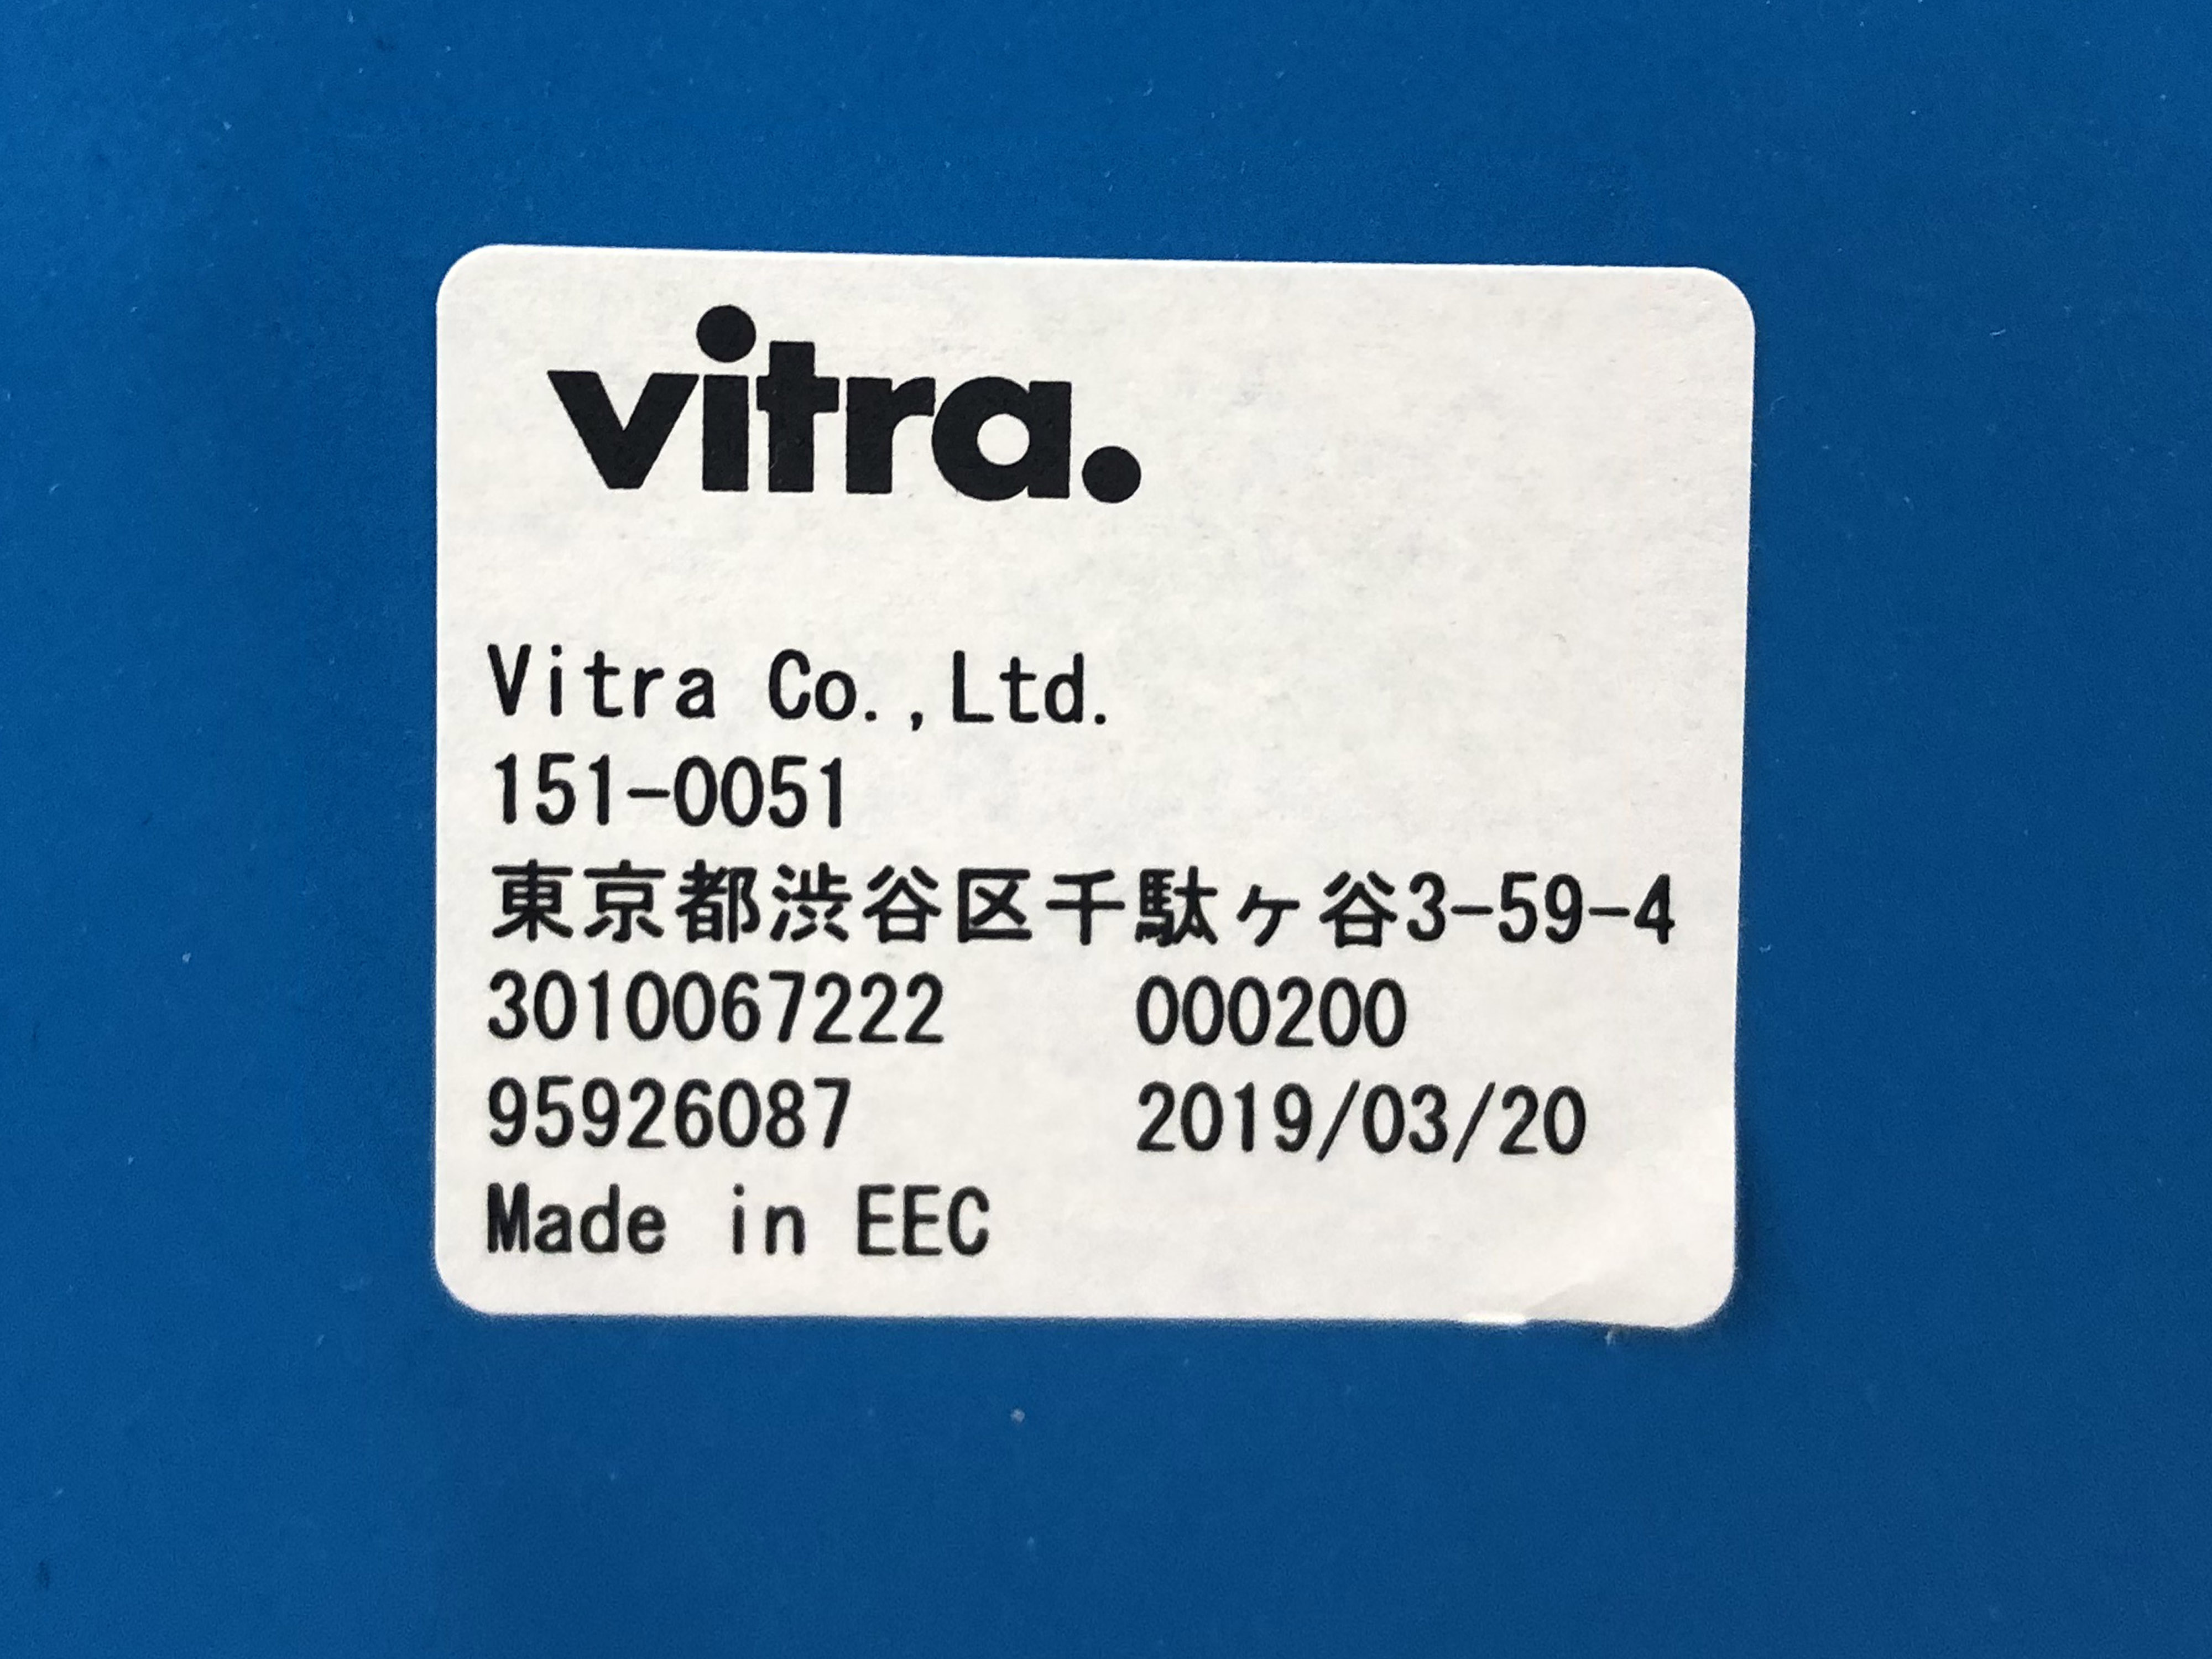 vitra.
Vitra Co.,Ltd.
151-0051
東京都渋谷区千駄ヶ谷3-59-4
3010067222 000200
95926087 2019/03/20
Made in EEC